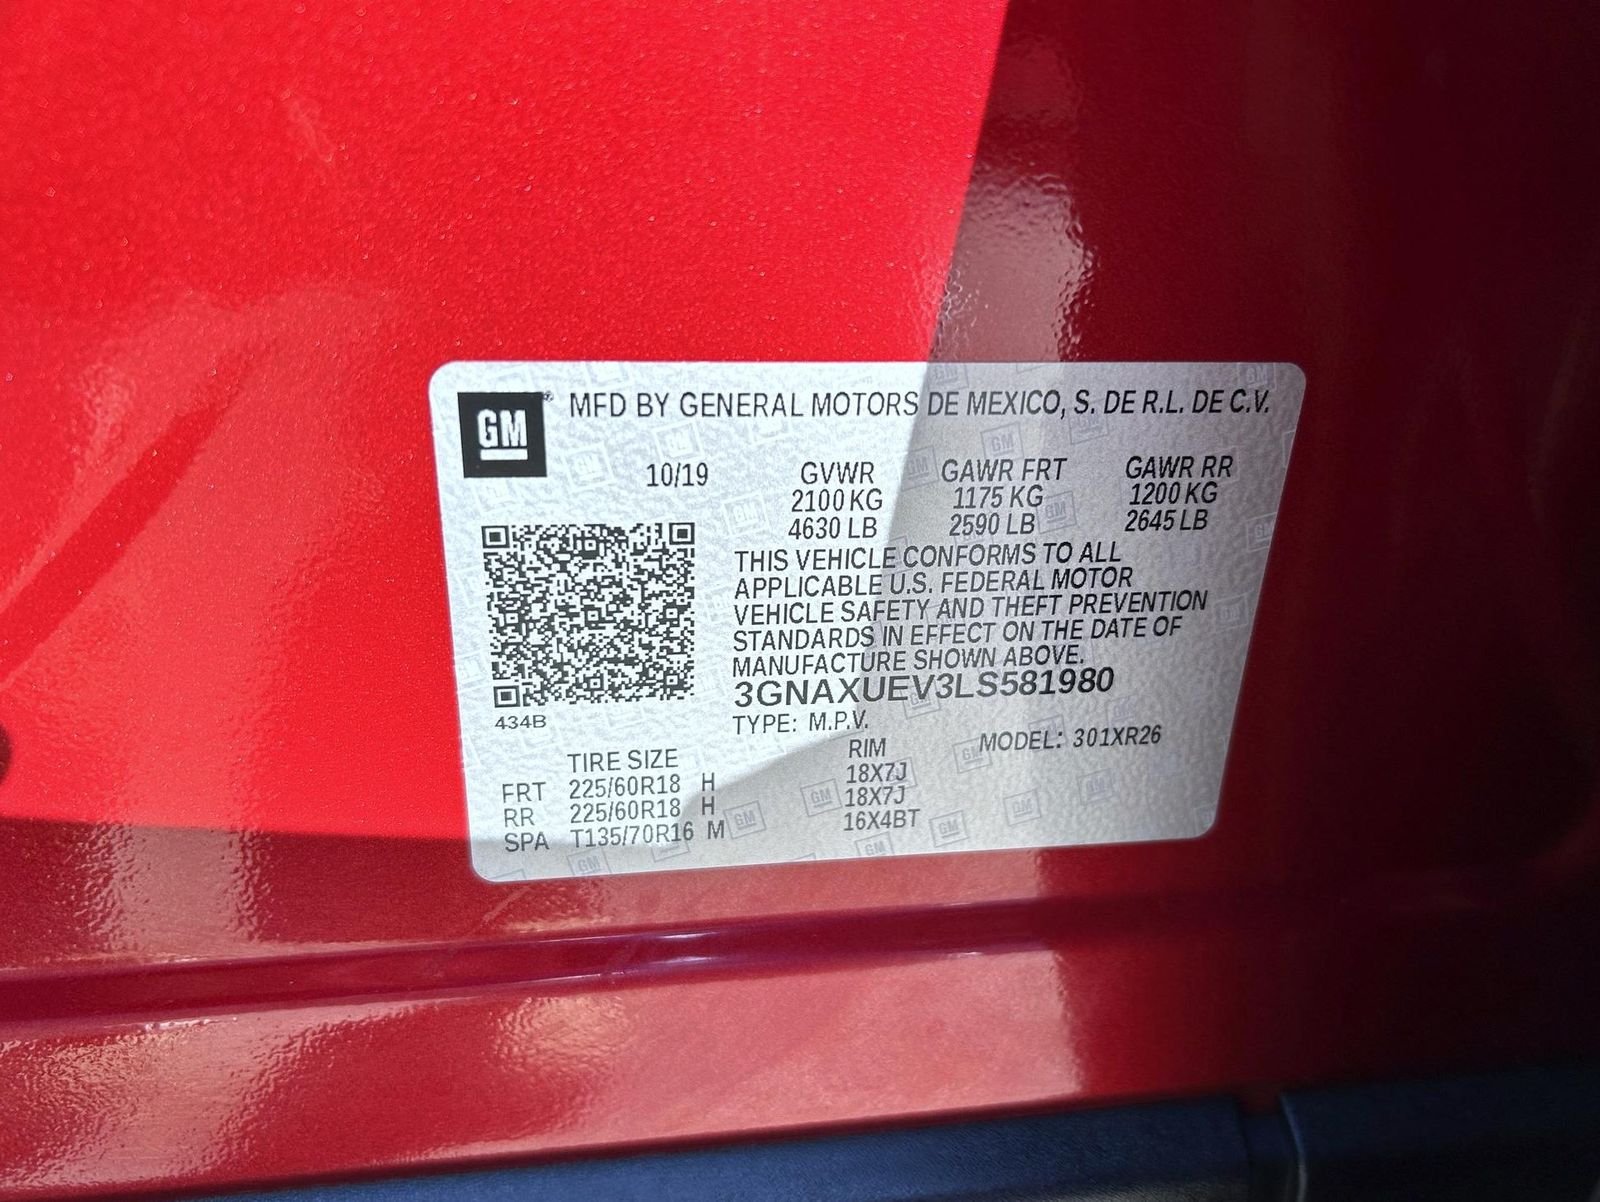 GM® MFD BY GENERAL MOTORS DE MEXICO, S. DE R.L. DE C.V.
10/19 GVWR GAWR FRT GAWR RR
2100 KG 1175 KG 1200 KG
4630 LB 2590 LB 2645 LB
THIS VEHICLE CONFORMS TO ALL
APPLICABLE U.S. FEDERAL MOTOR
VEHICLE SAFETY AND THEFT PREVENTION
STANDARDS IN EFFECT ON THE DATE OF
MANUFACTURE SHOWN ABOVE.
3GNAXUEV3LS581980
434B
TYPE: M.P.V. MODEL: 301XR26
TIRE SIZE RIM
FRT 225/60R18 H 18X7J
RR 225/60R18 H 18X7J
SPA T135/70R16 M 16X4BT